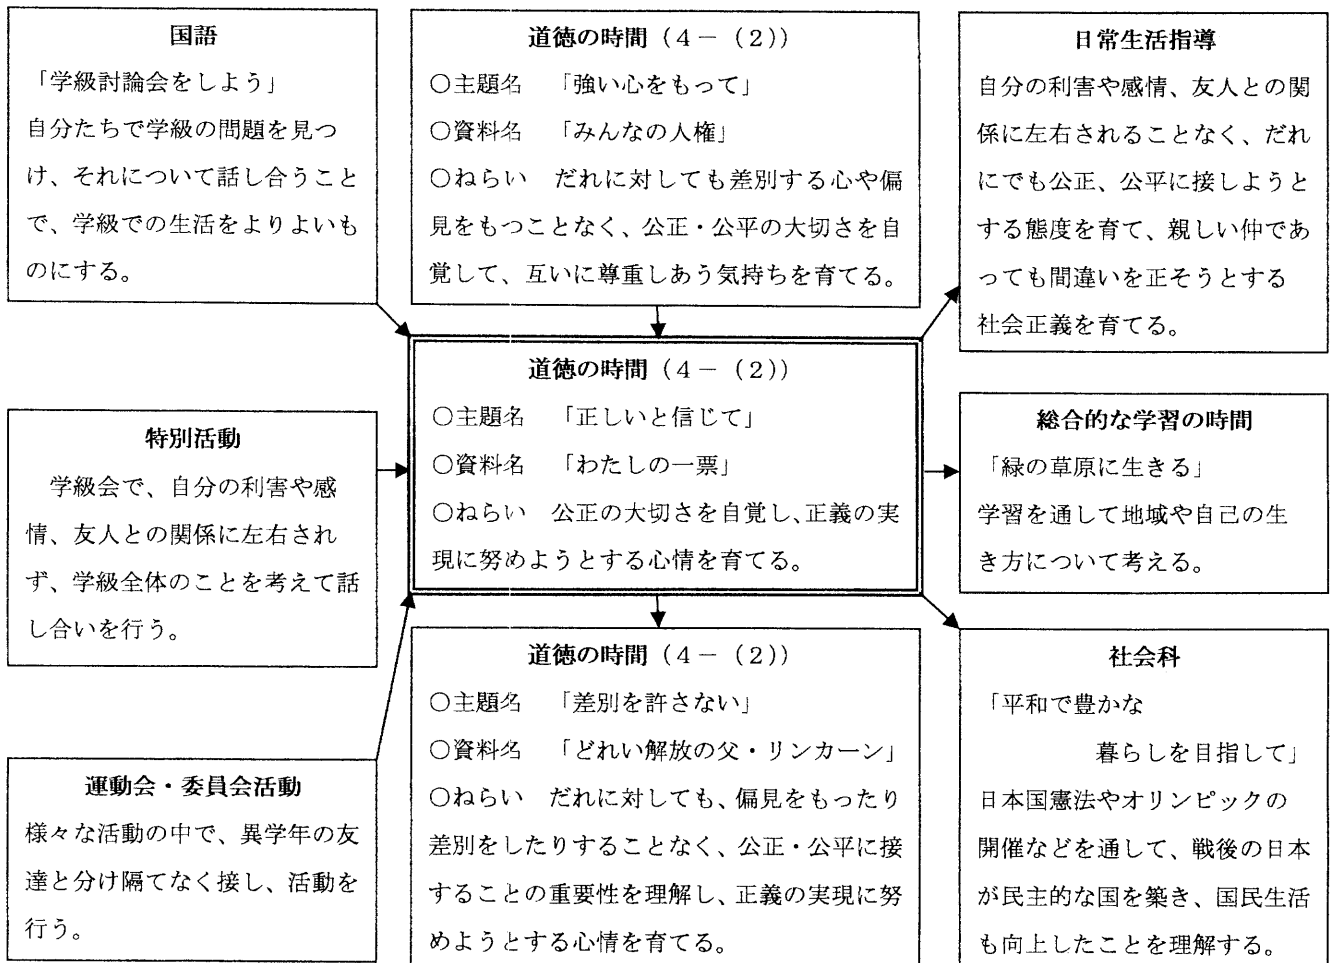 国語
「学級討論会をしよう」
自分たちで学級の問題を見つ
け、それについて話し合うこと
で、学級での生活をよりよいも
のにする。
道徳の時間（４－（２））
○主題名　「強い心をもって」
○資料名　「みんなの人権」
○ねらい　だれに対しても差別する心や偏
見をもつことなく、公正・公平の大切さを自
覚して、互いに尊重しあう気持ちを育てる。
日常生活指導
自分の利害や感情、友人との関
係に左右されることなく、だれ
にでも公正、公平に接しようと
する態度を育て、親しい仲であ
っても間違いを正そうとする
社会正義を育てる。
特別活動
学級会で、自分の利害や感
情、友人との関係に左右され
ず、学級全体のことを考えて話
し合いを行う。
道徳の時間（４－（２））
○主題名　「正しいと信じて」
○資料名　「わたしの一票」
○ねらい　公正の大切さを自覚し、正義の実
現に努めようとする心情を育てる。
総合的な学習の時間
「緑の草原に生きる」
学習を通して地域や自己の生
き方について考える。
運動会・委員会活動
様々な活動の中で、異学年の友
達と分け隔てなく接し、活動を
行う。
道徳の時間（４－（２））
○主題名　「差別を許さない」
○資料名　「どれい解放の父・リンカーン」
○ねらい　だれに対しても、偏見をもったり
差別をしたりすることなく、公正・公平に接
することの重要性を理解し、正義の実現に努
めようとする心情を育てる。
社会科
「平和で豊かな
暮らしを目指して」
日本国憲法やオリンピックの
開催などを通して、戦後の日本
が民主的な国を築き、国民生活
も向上したことを理解する。